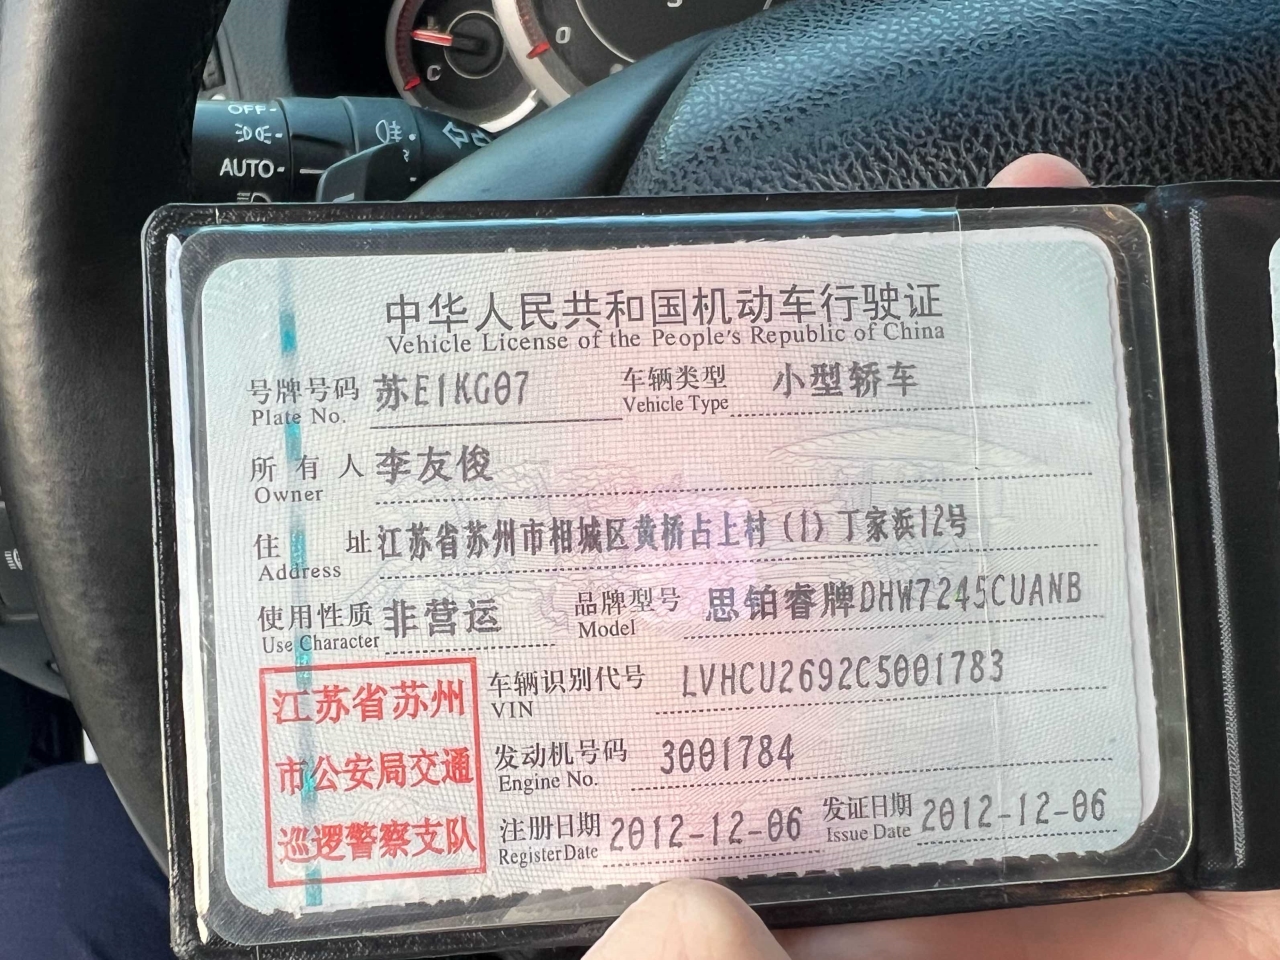 OFF
AUTO
C
0
中华人民共和国机动车行驶证
Vehicle License of the People's Republic of China
号牌号码 苏E1KG07 车辆类型 小型轿车
Plate No. Vehicle Type
所有人 李友俊
Owner
住址 江苏省苏州市相城区黄桥占上村(1)丁家浜12号
Address
使用性质 非营运 品牌型号 思铂睿牌DHW7245CUANB
Use Character Model
江苏省苏州
市公安局交通
巡逻警察支队
车辆识别代号 LVHCU2692C5001783
VIN
发动机号码 3001784
Engine No.
注册日期 2012-12-06 发证日期 2012-12-06
Register Date Issue Date